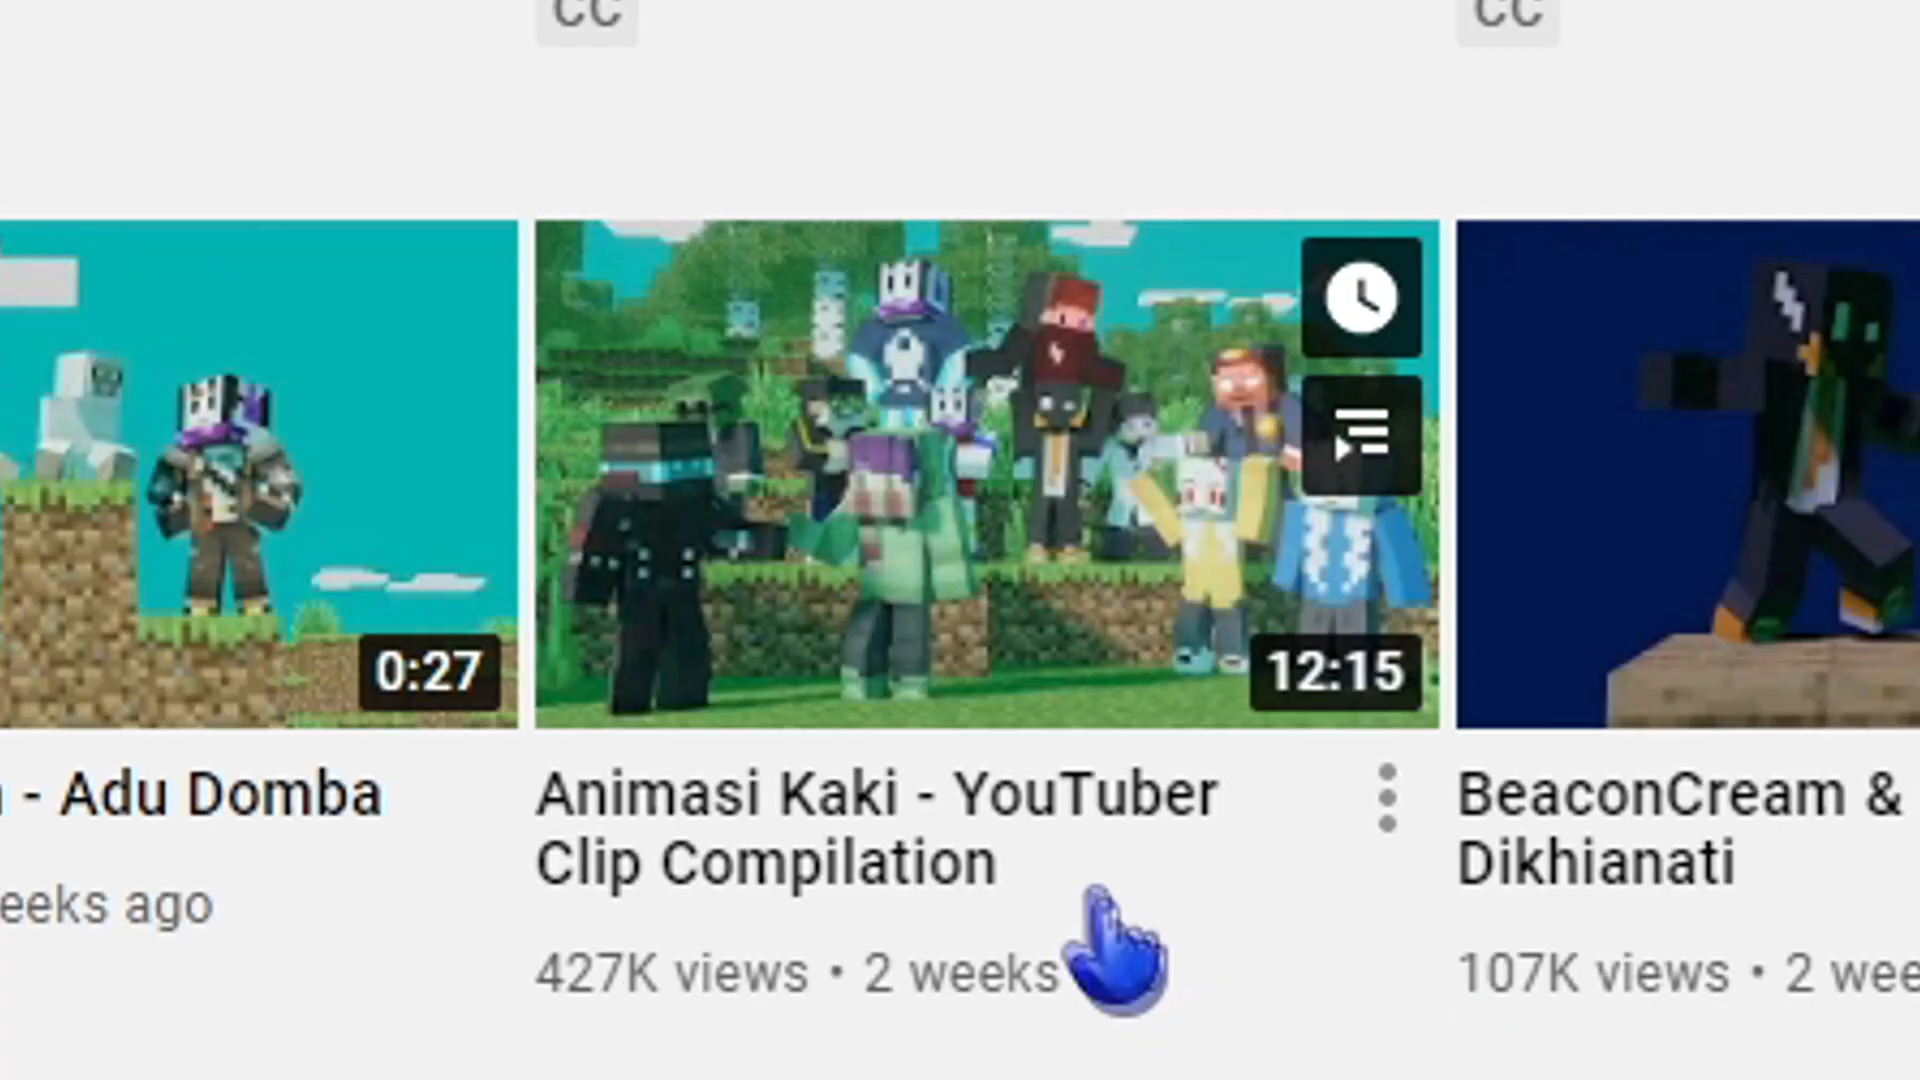 CC
CC
0:27
12:15
- Adu Domba
eeks ago
Animasi Kaki - YouTuber
Clip Compilation
427K views • 2 weeks
BeaconCream &
Dikhianati
107K views • 2 wee